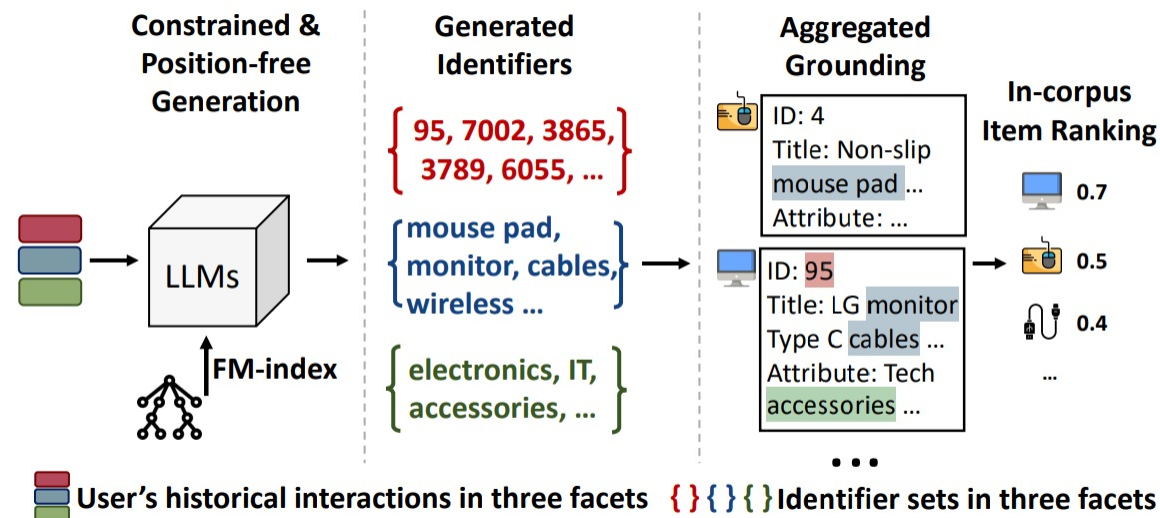 Constrained &
Position-free
Generation
LLMs
FM-index
Generated
Identifiers
{ 95, 7002, 3865,
3789, 6055, ... }
{ mouse pad,
monitor, cables,
wireless ... }
{ electronics, IT,
accessories, ... }
Aggregated
Grounding
ID: 4
Title: Non-slip
mouse pad ...
Attribute: ...
ID: 95
Title: LG monitor
Type C cables ...
Attribute: Tech
accessories ...
...
In-corpus
Item Ranking
0.7
0.5
0.4
...
User's historical interactions in three facets
{ } { } { } Identifier sets in three facets